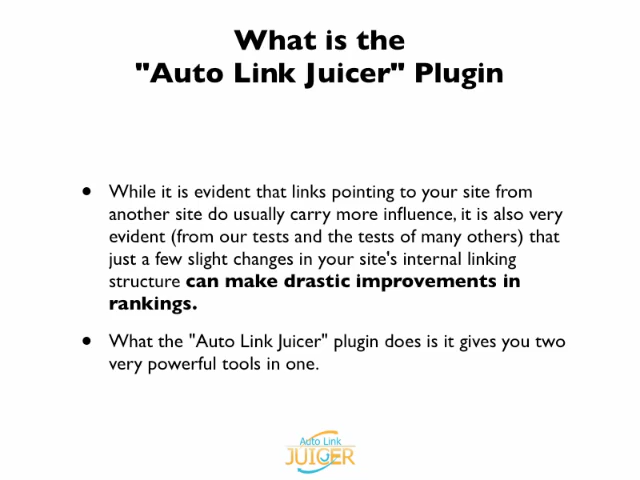 What is the
"Auto Link Juicer" Plugin
• While it is evident that links pointing to your site from
another site do usually carry more influence, it is also very
evident (from our tests and the tests of many others) that
just a few slight changes in your site's internal linking
structure can make drastic improvements in
rankings.
• What the "Auto Link Juicer" plugin does is it gives you two
very powerful tools in one.
Auto Link
JUICER